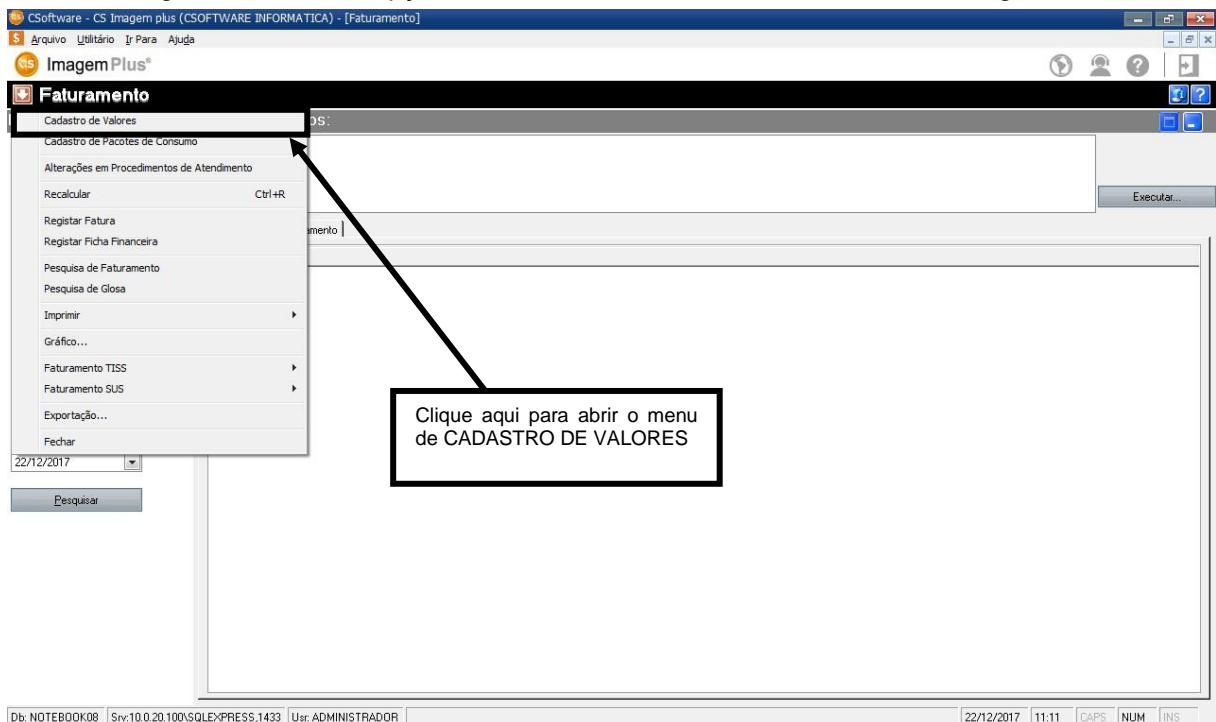 CSoftware - CS Imagem plus (CSOFTWARE INFORMATICA) - [Faturamento]
Arquivo Utilitário Ir Para Ajuda
CS Imagem Plus®
Faturamento
Cadastro de Valores
os:
Cadastro de Pacotes de Consumo
Alterações em Procedimentos de Atendimento
Recalcular Ctrl+R
Executar...
Registar Fatura
amento
Registar Ficha Financeira
Pesquisa de Faturamento
Pesquisa de Glosa
Imprimir
Gráfico...
Faturamento TISS
Faturamento SUS
Exportação...
Fechar
Clique aqui para abrir o menu
de CADASTRO DE VALORES
22/12/2017
Pesquisar
Db: NOTEBOOK08 Srv:10.0.20.100\SQLEXPRESS,1433 Usr: ADMINISTRADOR 22/12/2017 11:11 CAPS NUM INS